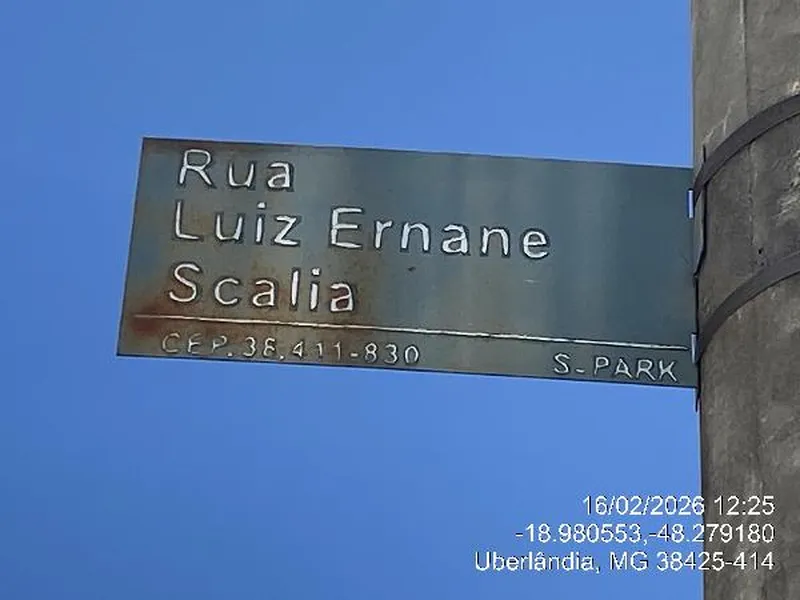 Rua
Luiz Ernane
Scalia
CEP.38.411-830 S-PARK
16/02/2026 12:25
-18.980553,-48.279180
Uberlândia, MG 38425-414